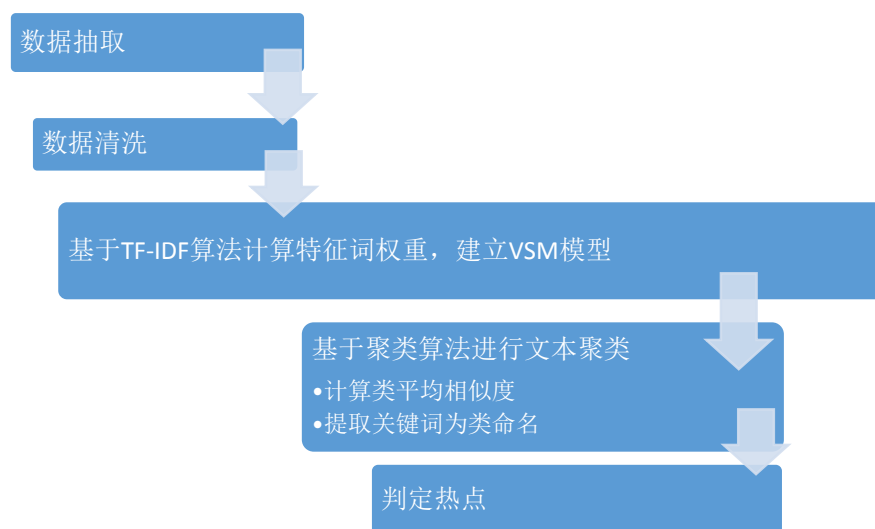 数据抽取
数据清洗
基于TF-IDF算法计算特征词权重，建立VSM模型
基于聚类算法进行文本聚类
•计算类平均相似度
•提取关键词为类命名
判定热点